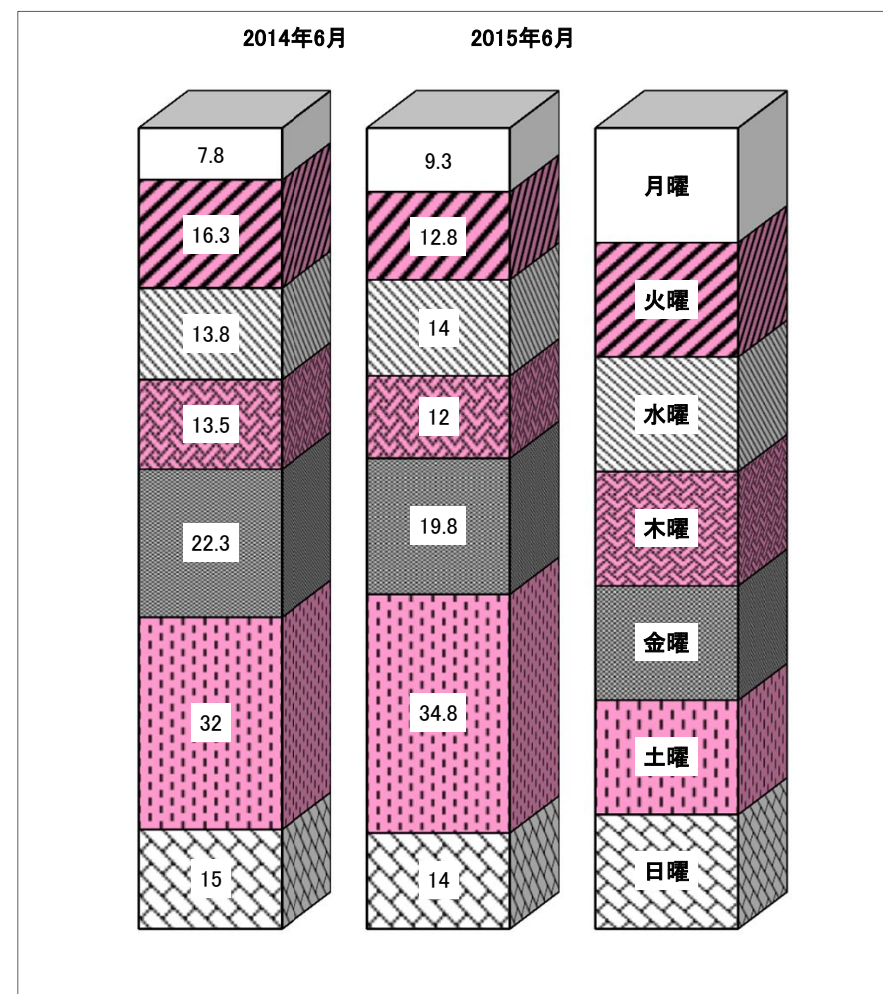 2014年6月 2015年6月
7.8 9.3 月曜
16.3 12.8 火曜
13.8 14 水曜
13.5 12 木曜
22.3 19.8 金曜
32 34.8 土曜
15 14 日曜